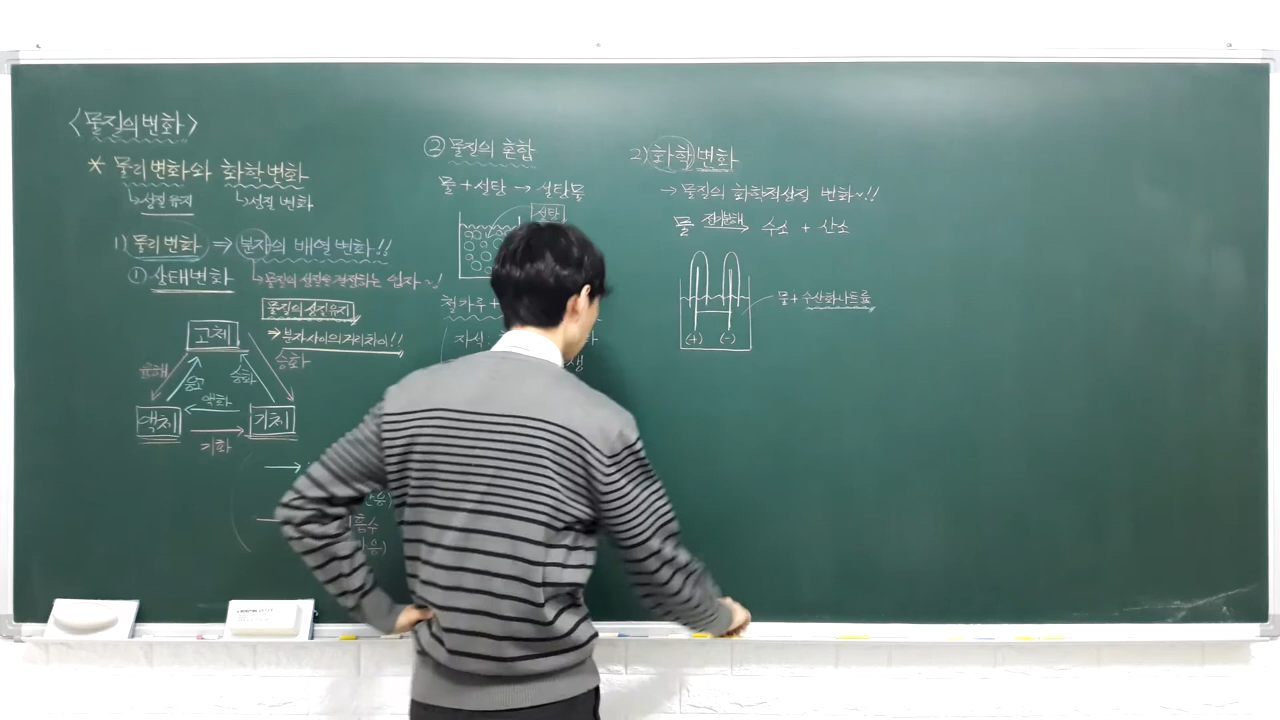 <물질의 변화>
* 물리변화와 화학변화
↳성질 유지 ↳성질 변화
1) 물리변화 ⇒ 분자의 배열 변화!!
↳물질의 성질을 결정하는 입자~!
① 상태변화
물질의 성질유지
→ 분자사이의 거리차이!!
고체
승화
융해
응고
승화
액화
액체
기체
기화
흡수
② 물질의 혼합
물 + 설탕 → 설탕물
설탕
철가루 +
자석:
2) 화학변화
→ 물질의 화학적성질 변화~!!
물 전기분해 → 수소 + 산소
물 + 수산화나트륨
(+) (-)